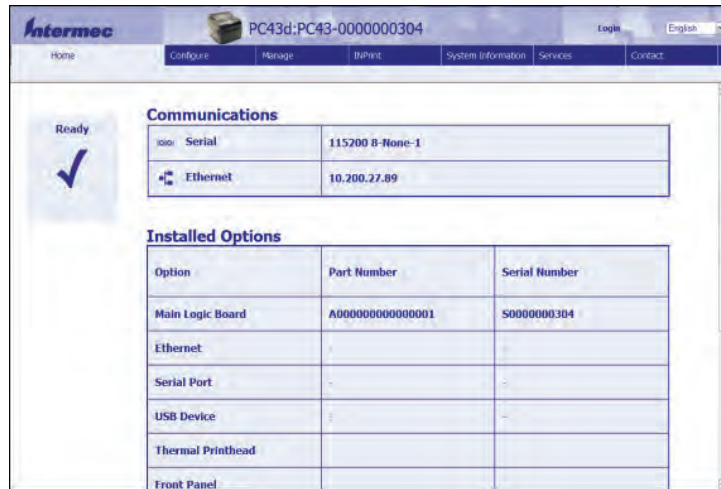 Intermec PC43d:PC43-0000000304 Login English
Home Configure Manage INPrint System Information Services Contact
Ready
Communications
Serial 115200 8-None-1
Ethernet 10.200.27.89
Installed Options
Option Part Number Serial Number
Main Logic Board A000000000000001 S0000000304
Ethernet - -
Serial Port - -
USB Device - -
Thermal Printhead
Front Panel